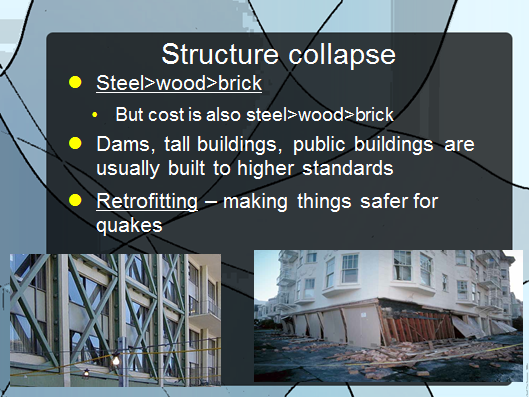 Structure collapse
Steel>wood>brick
But cost is also steel>wood>brick
Dams, tall buildings, public buildings are
usually built to higher standards
Retrofitting – making things safer for
quakes